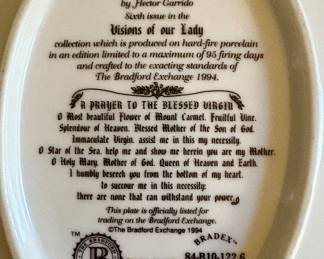 by Hector Garrido
Sixth issue in the
Visions of our Lady
collection which is produced on hard-fire porcelain
in an edition limited to a maximum of 95 firing days
and crafted to the exacting standards of
The Bradford Exchange 1994.
A PRAYER TO THE BLESSED VIRGIN
O Most beautiful Flower of Mount Carmel, Fruitful Vine,
Splendour of Heaven, Blessed Mother of the Son of God,
Immaculate Virgin, assist me in this my necessity.
O Star of the Sea, help me and show me herein you are my Mother.
O Holy Mary, Mother of God, Queen of Heaven and Earth,
I humbly beseech you from the bottom of my heart,
to succour me in this necessity;
there are none that can withstand your power.
This plate is officially listed for
trading on the Bradford Exchange.
©The Bradford Exchange 1994
TM
THE BRADFORD
B
BRADEX™
84-R10-122.6